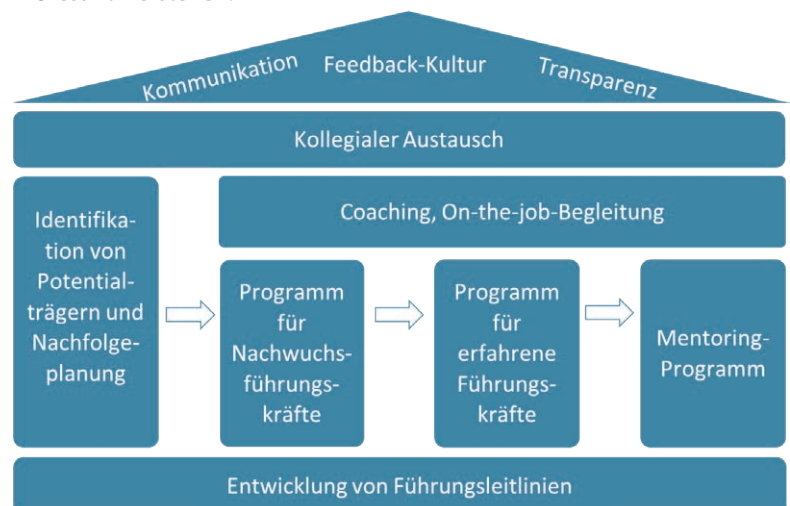 Kommunikation Feedback-Kultur Transparenz
Kollegialer Austausch
Identifika-
tion von
Potential-
trägern und
Nachfolge-
planung
Coaching, On-the-job-Begleitung
Programm
für
Nachwuchs-
führungs-
kräfte
Programm
für
erfahrene
Führungs-
kräfte
Mentoring-
Programm
Entwicklung von Führungsleitlinien